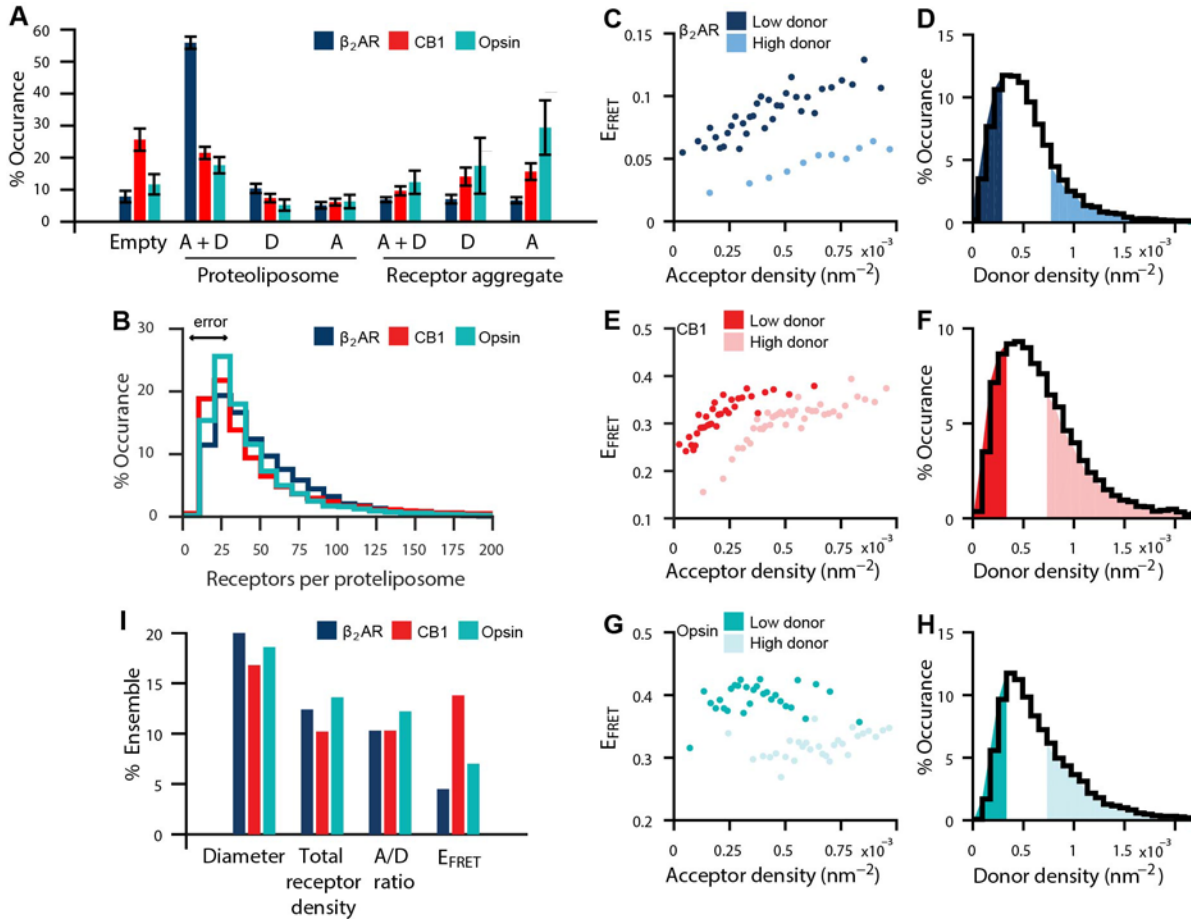 A
60
50
40
30
20
10
0
% Occurance
β₂AR CB1 Opsin
Empty A + D D A A + D D A
Proteoliposome Receptor aggregate
B
30
20
10
0
% Occurance
error
β₂AR CB1 Opsin
0 25 50 75 100 125 150 175 200
Receptors per proteliposome
I
20
15
10
5
0
% Ensemble
β₂AR CB1 Opsin
Diameter Total receptor density A/D ratio E_FRET
C
β₂AR
Low donor
High donor
0.15
0.1
0.05
0
E_FRET
0 0.25 0.5 0.75 x10⁻³
Acceptor density (nm⁻²)
D
15
10
5
0
% Occurance
0 0.5 1 1.5 x10⁻³
Donor density (nm⁻²)
E
CB1
Low donor
High donor
0.5
0.4
0.3
0.2
0.1
E_FRET
0 0.25 0.5 0.75 x10⁻³
Acceptor density (nm⁻²)
F
10
5
0
% Occurance
0 0.5 1 1.5 x10⁻³
Donor density (nm⁻²)
G
Opsin
Low donor
High donor
0.5
0.4
0.3
0.2
E_FRET
0 0.25 0.5 0.75 x10⁻³
Acceptor density (nm⁻²)
H
15
10
5
0
% Occurance
0 0.5 1 1.5 x10⁻³
Donor density (nm⁻²)